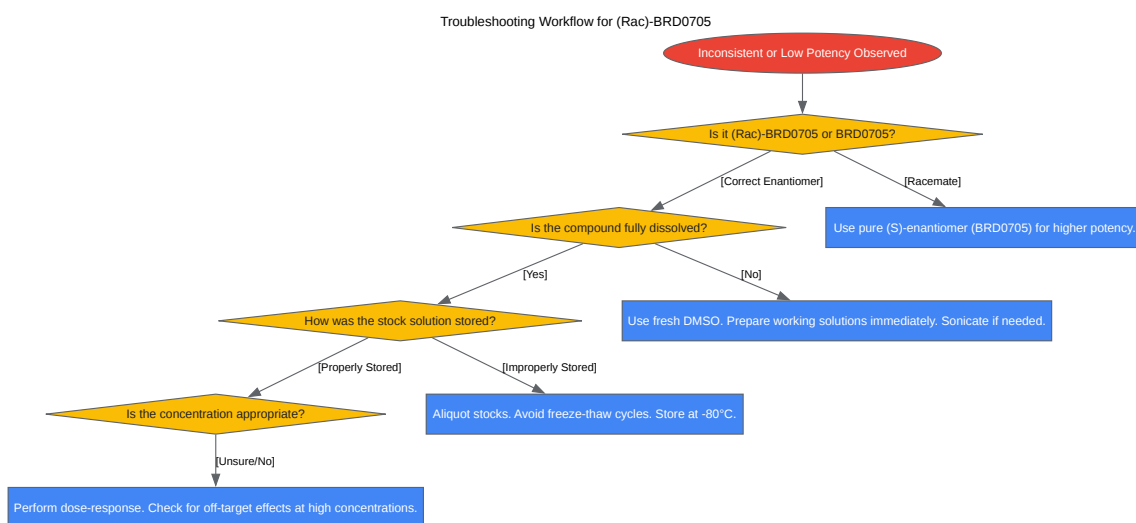 Troubleshooting Workflow for (Rac)-BRD0705
Inconsistent or Low Potency Observed
Is it (Rac)-BRD0705 or BRD0705?
[Correct Enantiomer]
[Racemate]
Is the compound fully dissolved?
Use pure (S)-enantiomer (BRD0705) for higher potency.
[Yes]
[No]
How was the stock solution stored?
Use fresh DMSO. Prepare working solutions immediately. Sonicate if needed.
[Properly Stored]
[Improperly Stored]
Is the concentration appropriate?
Aliquot stocks. Avoid freeze-thaw cycles. Store at -80°C.
[Unsure/No]
Perform dose-response. Check for off-target effects at high concentrations.